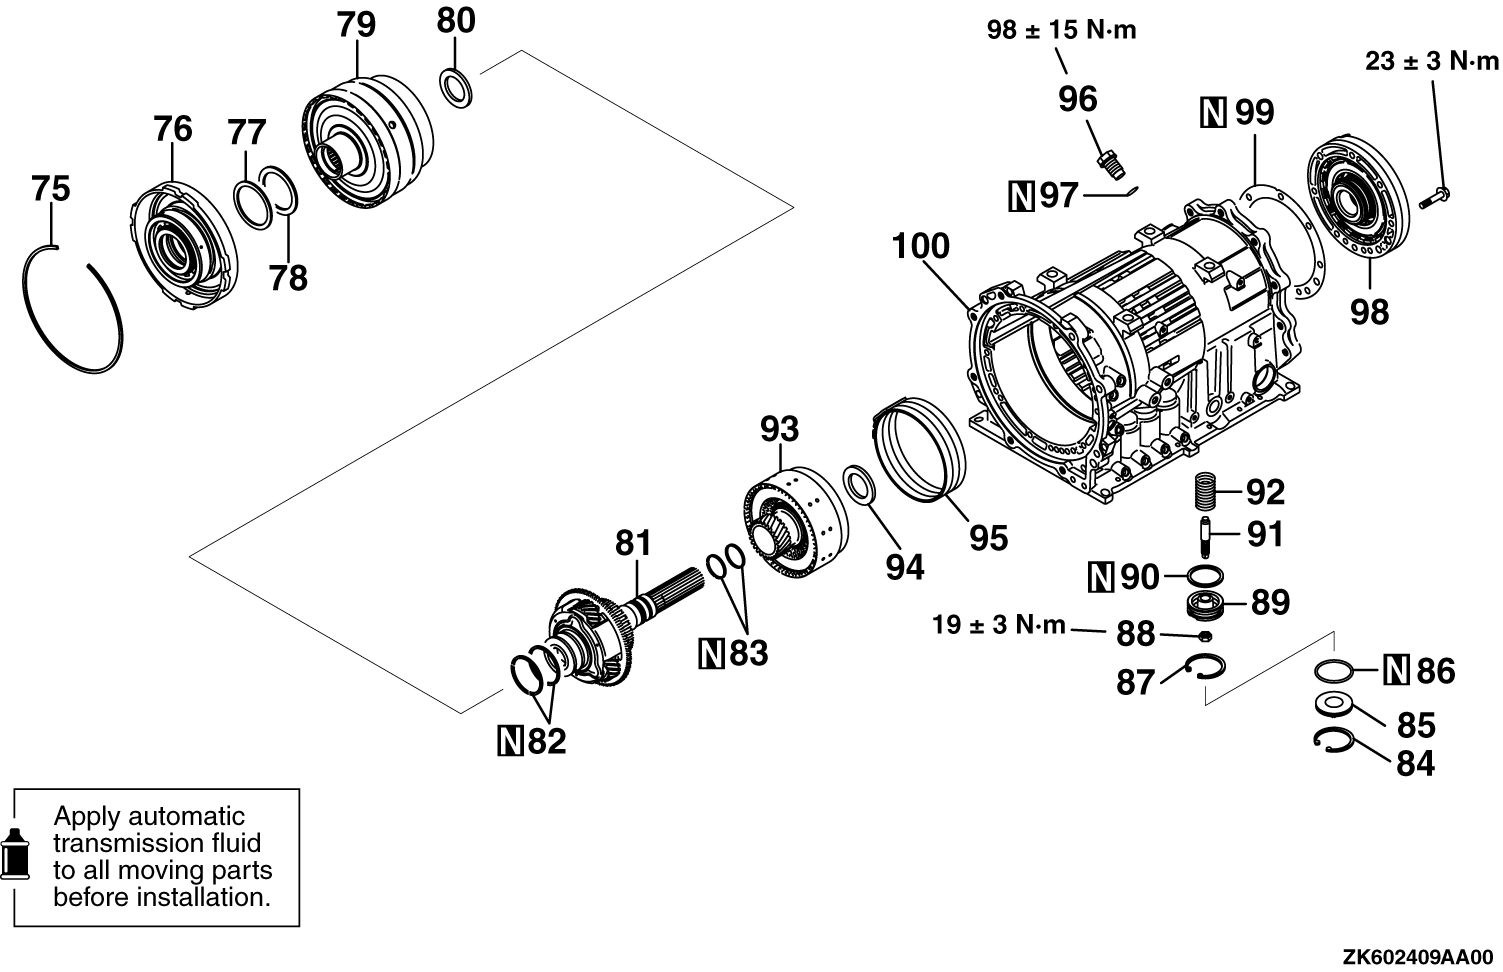 79
80
98 ± 15 N·m
23 ± 3 N·m
96
N 99
76
77
75
N 97
100
78
98
93
92
91
95
81
94
N 90
89
19 ± 3 N·m
88
N 83
87
N 86
85
N 82
84
Apply automatic
transmission fluid
to all moving parts
before installation.
ZK602409AA00